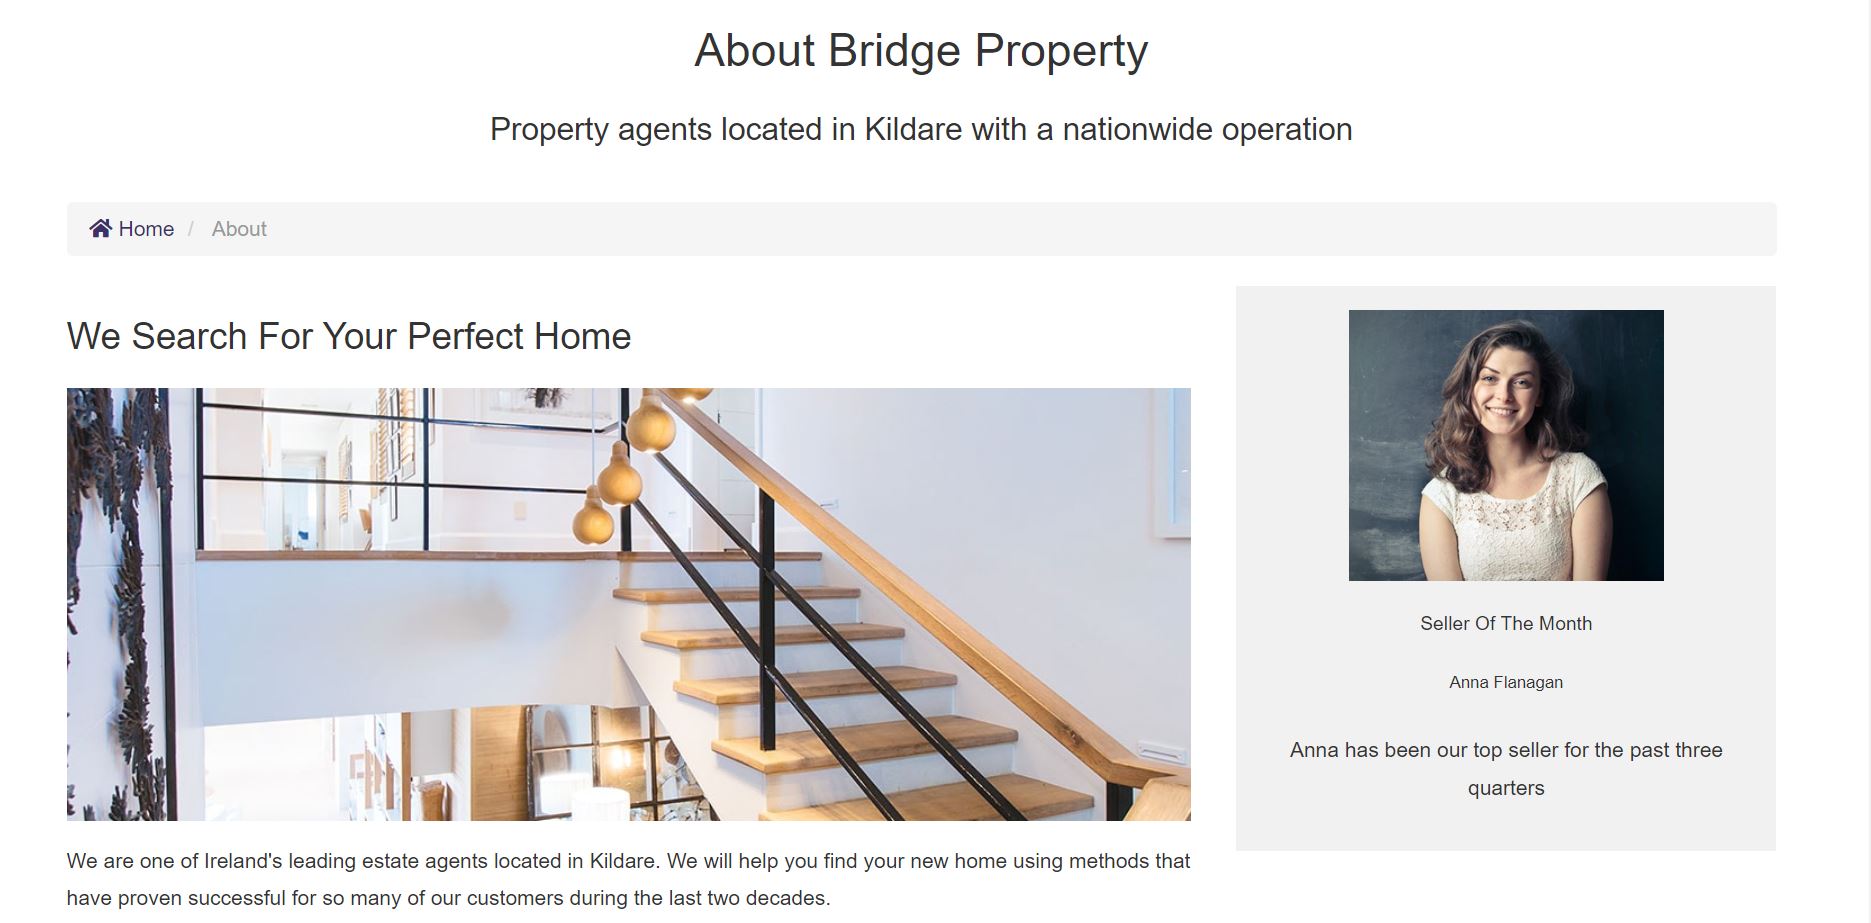 About Bridge Property
Property agents located in Kildare with a nationwide operation
Home / About
We Search For Your Perfect Home
We are one of Ireland's leading estate agents located in Kildare. We will help you find your new home using methods that
have proven successful for so many of our customers during the last two decades.
Seller Of The Month
Anna Flanagan
Anna has been our top seller for the past three
quarters